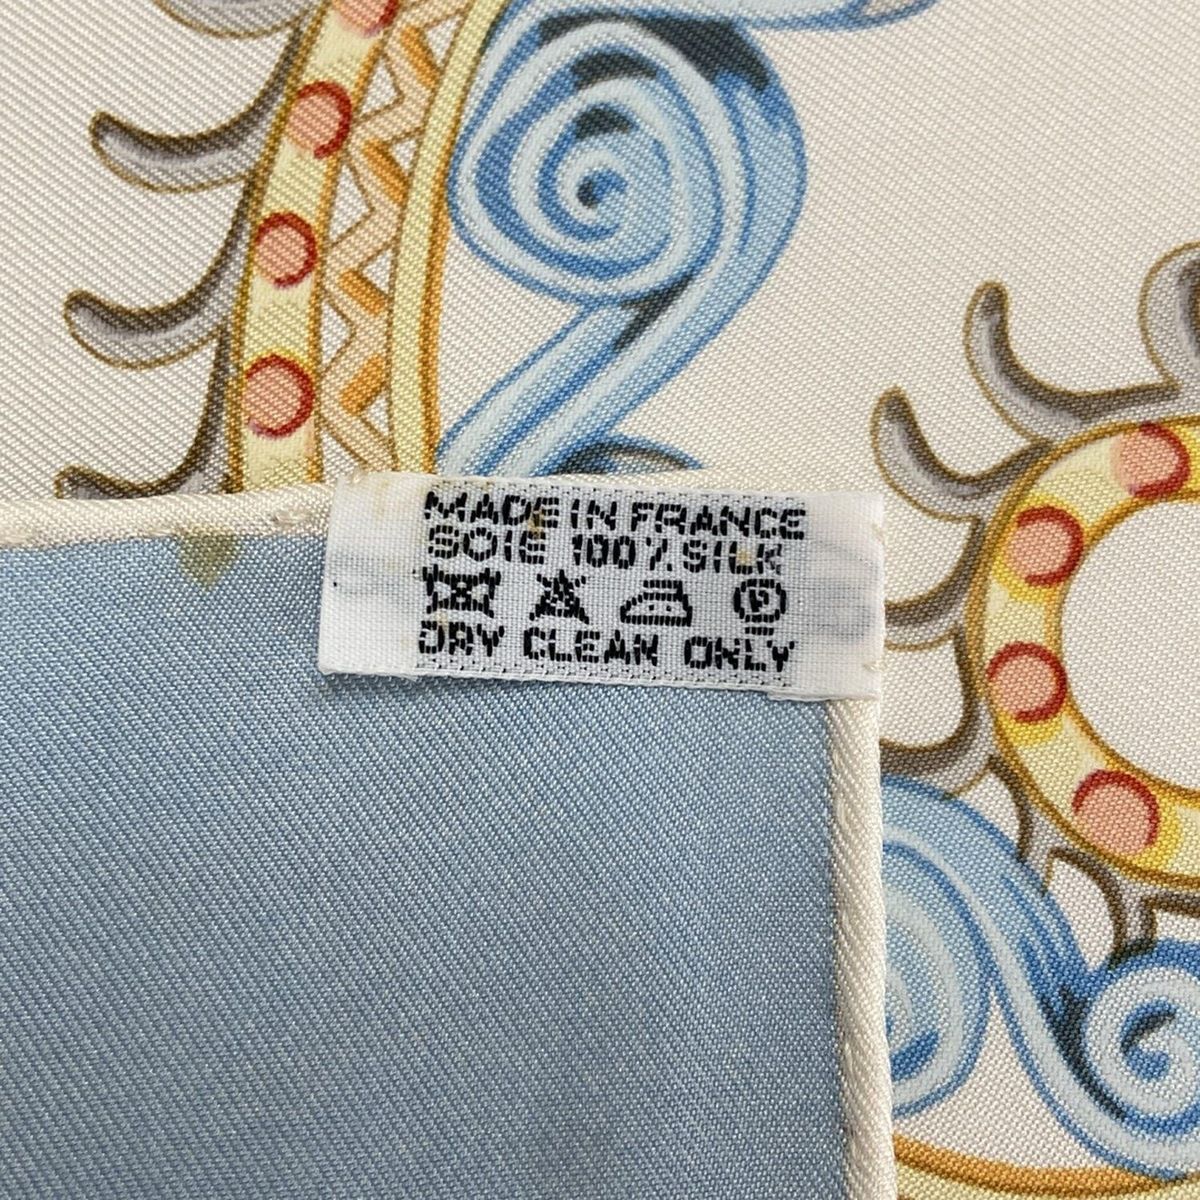 MADE IN FRANCE
SOIE 100% SILK
P
DRY CLEAN ONLY